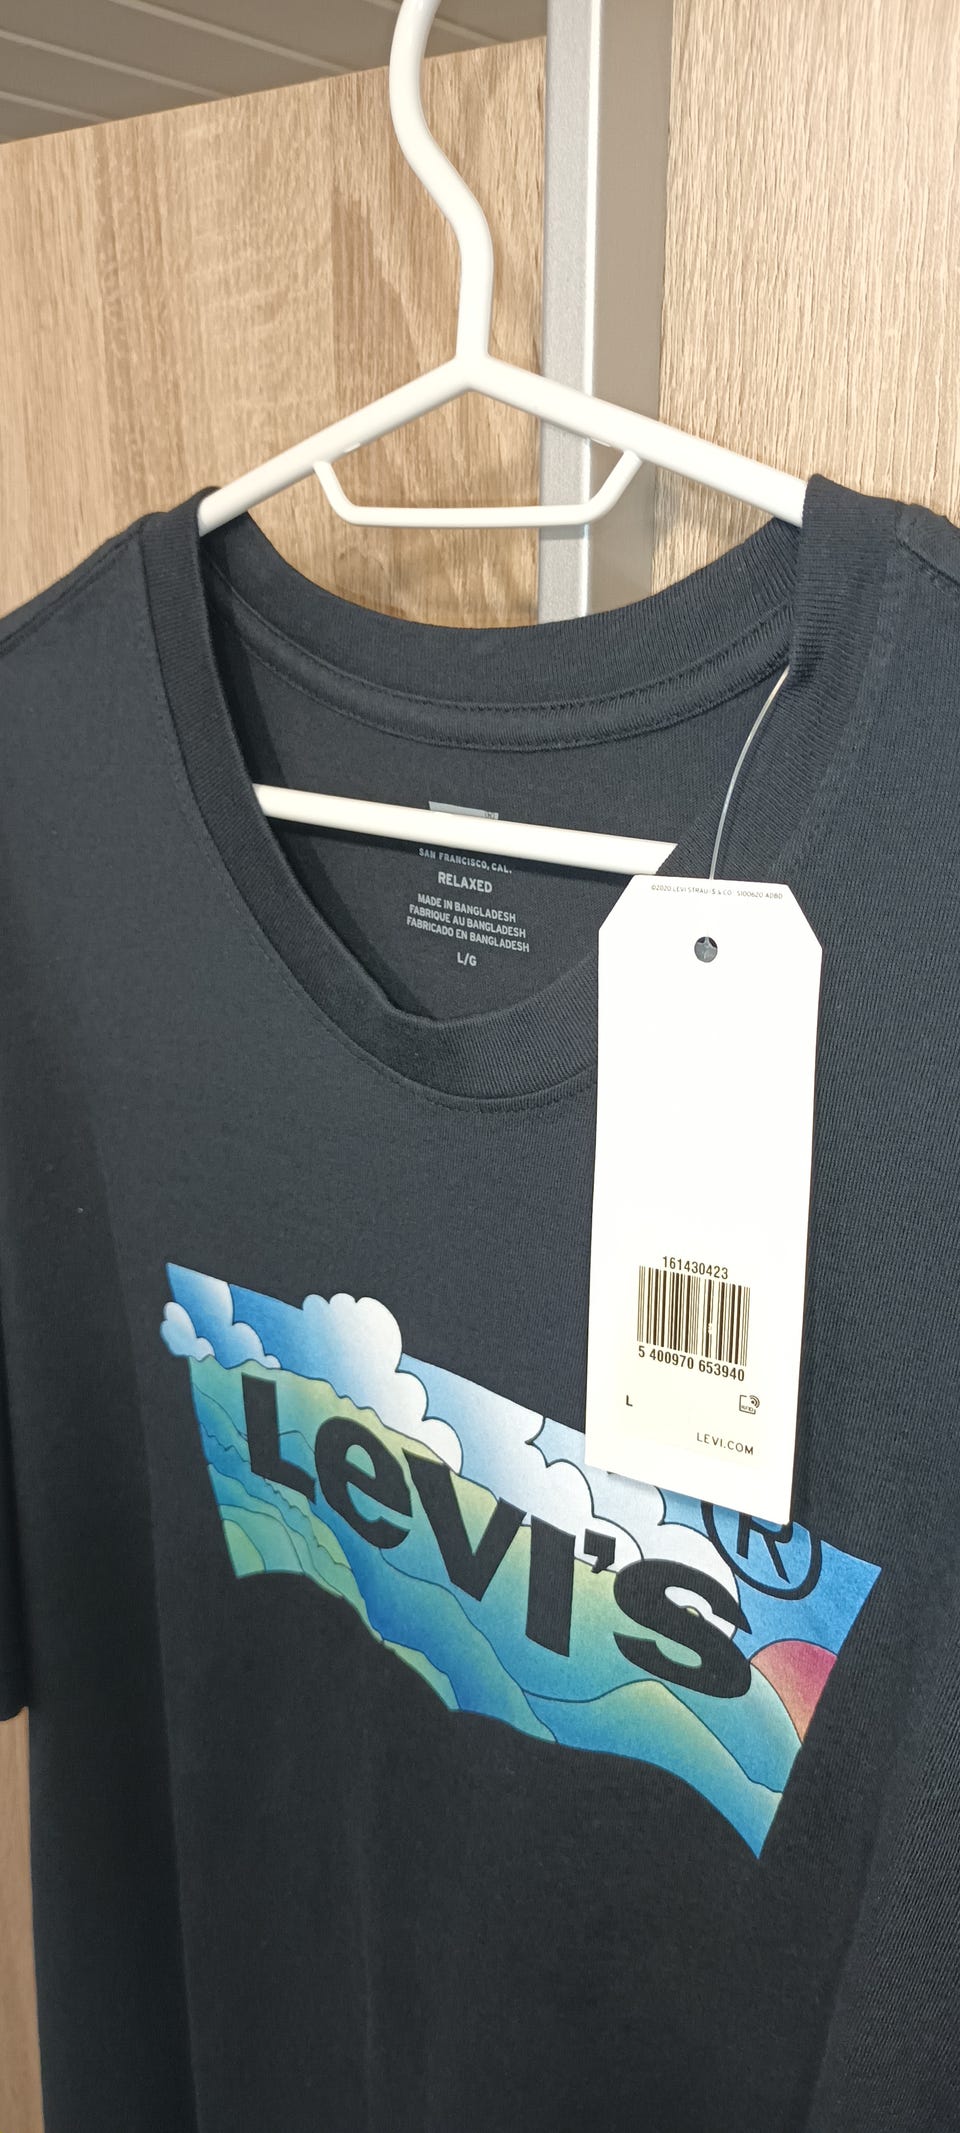 SAN FRANCISCO, CAL.
RELAXED
MADE IN BANGLADESH
FABRIQUE AU BANGLADESH
FABRICADO EN BANGLADESH
L/G
©2020 LEVI STRAUSS & CO. S100620 ADBD
161430423
5 400970 653940
L
LEVI.COM
Levi's
®